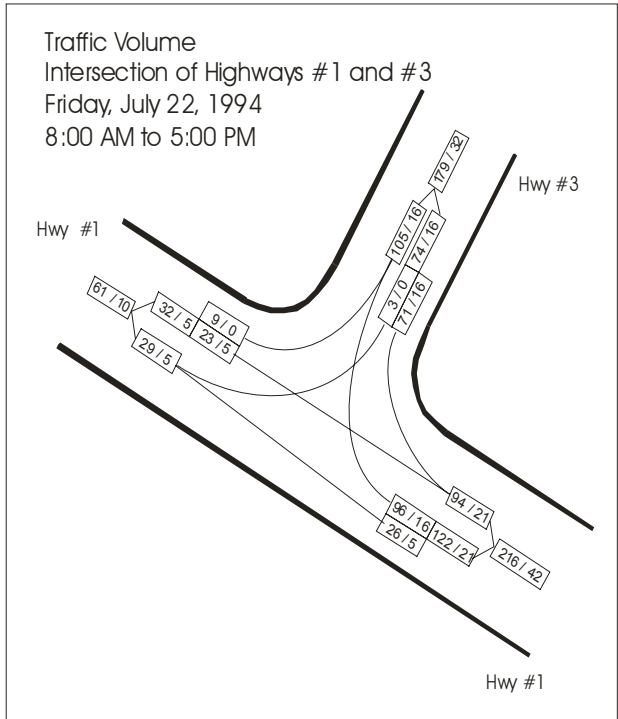 Traffic Volume
Intersection of Highways #1 and #3
Friday, July 22, 1994
8:00 AM to 5:00 PM
179 / 32
Hwy #3
105 / 16
74 / 16
Hwy #1
3 / 0
71 / 16
61 / 10
32 / 5
9 / 0
23 / 5
29 / 5
94 / 21
96 / 16
122 / 21
26 / 5
216 / 42
Hwy #1